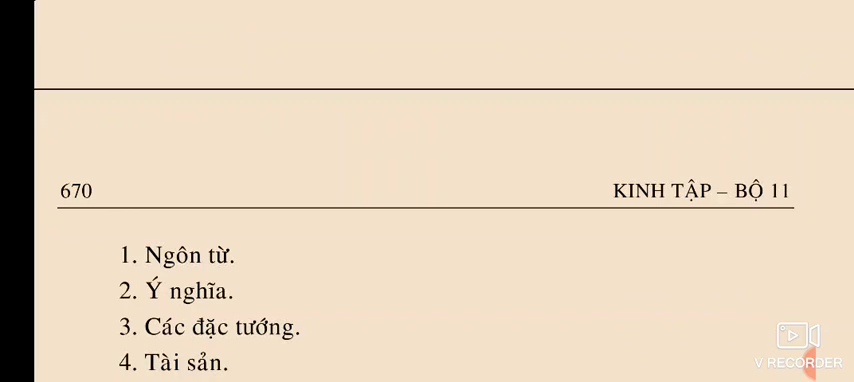 670 KINH TẬP – BỘ 11
1. Ngôn từ.
2. Ý nghĩa.
3. Các đặc tướng.
4. Tài sản.
V RECORDER